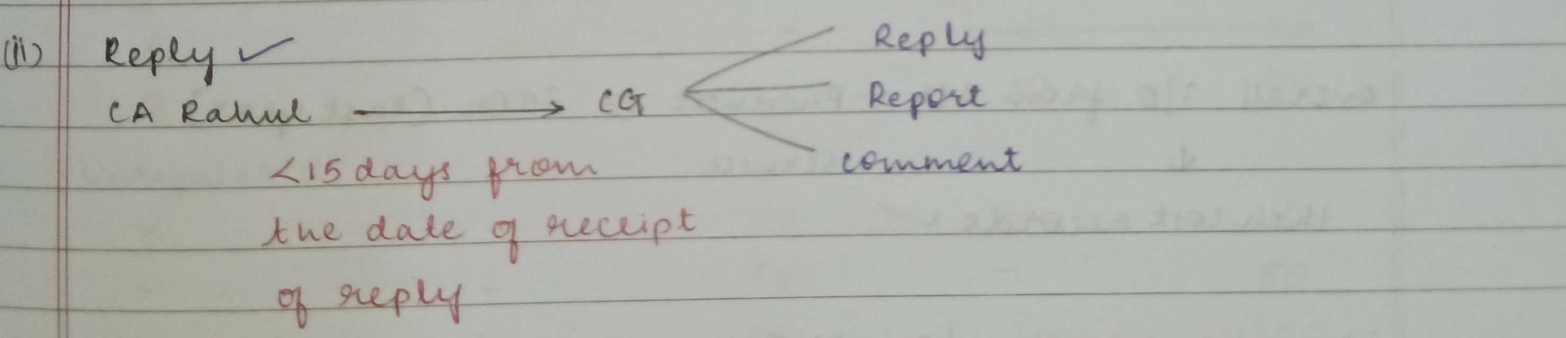 (ii) Reply ✓
Reply
CA Rahul → CG
Report
comment
<15 days from
the date of receipt
of reply